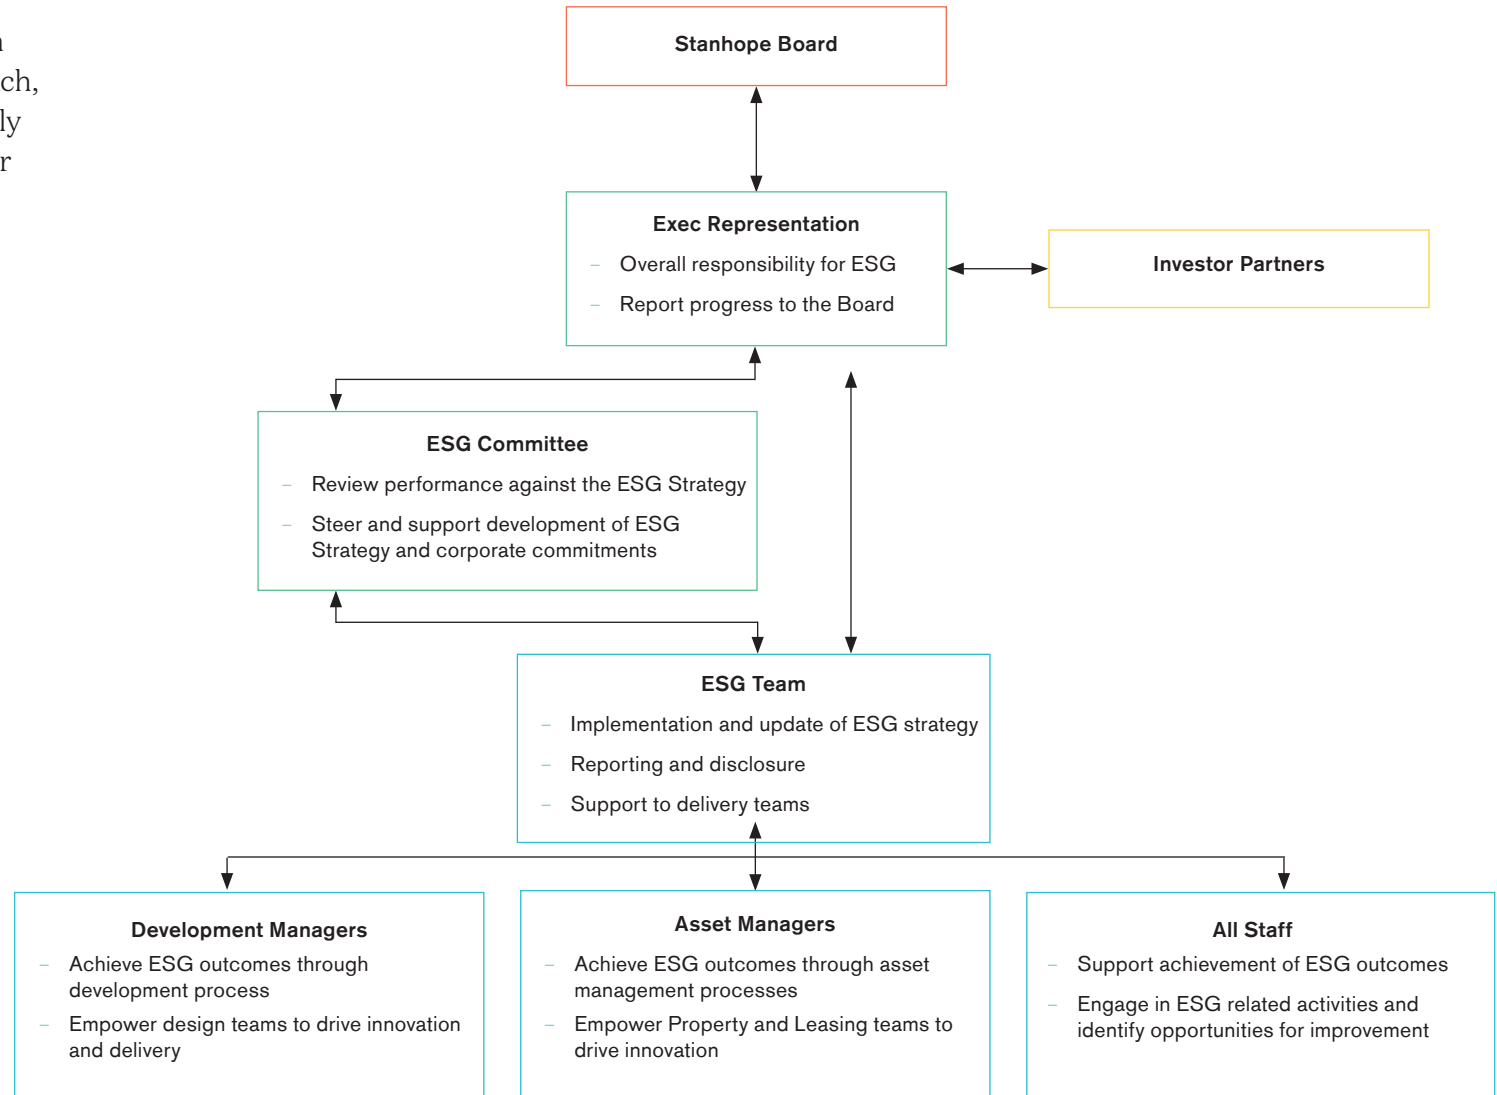 ch,
ly
r
Stanhope Board
Exec Representation
– Overall responsibility for ESG
– Report progress to the Board
Investor Partners
ESG Committee
– Review performance against the ESG Strategy
– Steer and support development of ESG
Strategy and corporate commitments
ESG Team
– Implementation and update of ESG strategy
– Reporting and disclosure
– Support to delivery teams
Development Managers
– Achieve ESG outcomes through
development process
– Empower design teams to drive innovation
and delivery
Asset Managers
– Achieve ESG outcomes through asset
management processes
– Empower Property and Leasing teams to
drive innovation
All Staff
– Support achievement of ESG outcomes
– Engage in ESG related activities and
identify opportunities for improvement